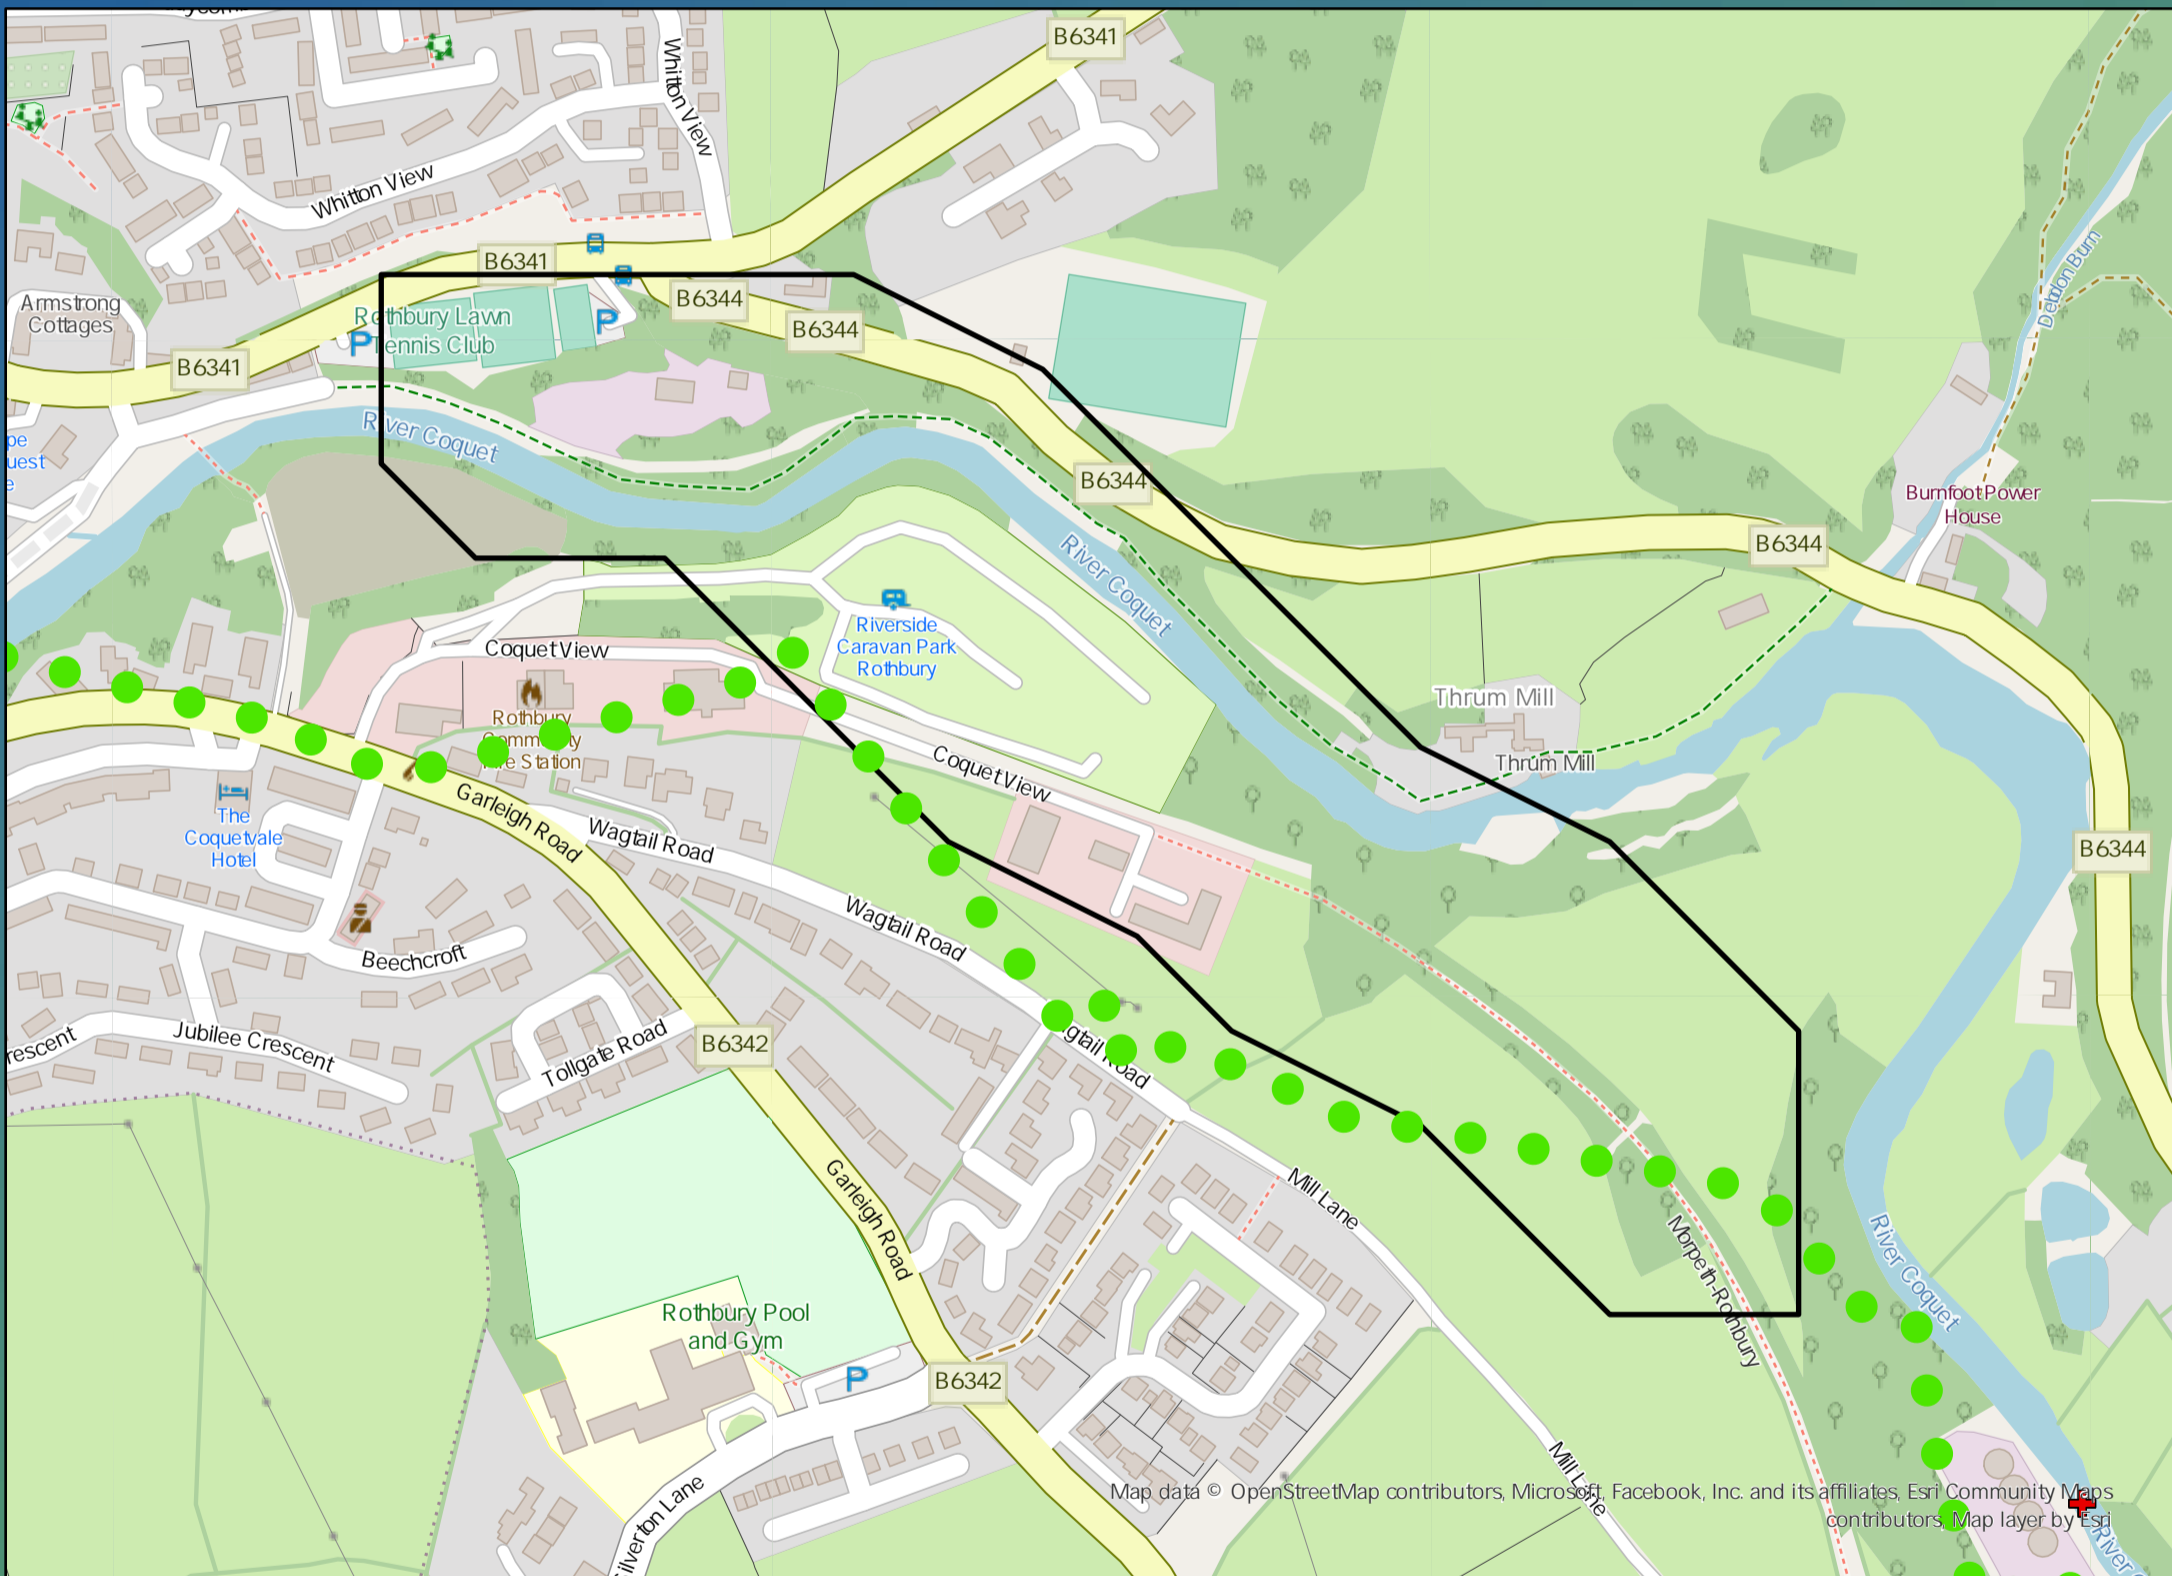 B6341
Whitton View
Whitton View
B6341
B6344
Armstrong
Cottages
Rothbury Lawn
Tennis Club
P
P
B6344
B6341
Debdon Burn
River Coquet
B6344
Burnfoot Power
House
B6344
River Coquet
Riverside
Caravan Park
Rothbury
Coquet View
Thrum Mill
Thrum Mill
Rothbury
Fire Station
Coquet View
Garleigh Road
The
Coquetvale
Hotel
Wagtail Road
B6344
Wagtail Road
Beechcroft
Jubilee Crescent
Tollgate Road
B6342
Road
Garleigh Road
Mill Lane
Morpeth-Rothbury
River Coquet
Rothbury Pool
and Gym
P
B6342
Mill Lane
Map data © OpenStreetMap contributors, Microsoft, Facebook, Inc. and its affiliates, Esri Community Maps
contributors, Map layer by Esri
River